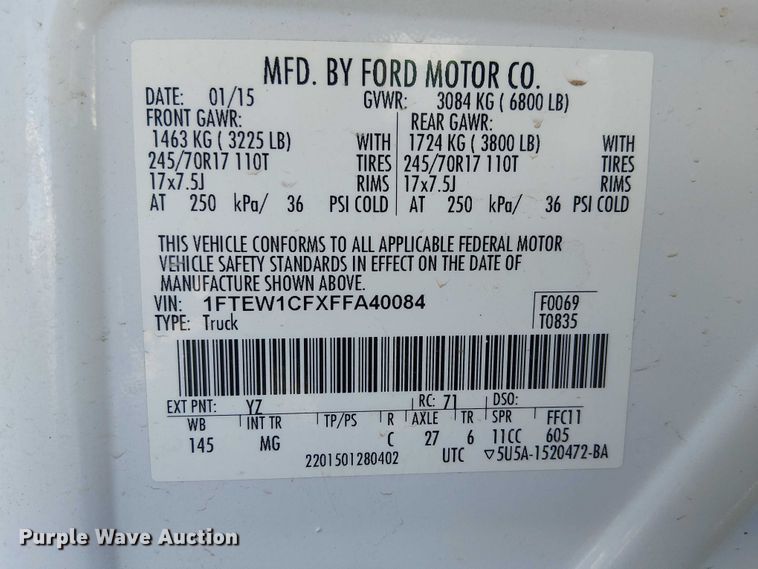 MFD. BY FORD MOTOR CO.
DATE: 01/15 GVWR: 3084 KG ( 6800 LB)
FRONT GAWR: REAR GAWR:
1463 KG ( 3225 LB) WITH 1724 KG ( 3800 LB) WITH
245/70R17 110T TIRES 245/70R17 110T TIRES
17x7.5J RIMS 17x7.5J RIMS
AT 250 kPa/ 36 PSI COLD AT 250 kPa/ 36 PSI COLD
THIS VEHICLE CONFORMS TO ALL APPLICABLE FEDERAL MOTOR
VEHICLE SAFETY STANDARDS IN EFFECT ON THE DATE OF
MANUFACTURE SHOWN ABOVE.
VIN: 1FTEW1CFXFFA40084 F0069
TYPE: Truck T0835
EXT PNT: YZ RC: 71 DSO:
WB INT TR TP/PS R AXLE TR SPR FFC11
145 MG C 27 6 11CC 605
2201501280402 UTC ▽5U5A-1520472-BA
Purple Wave Auction